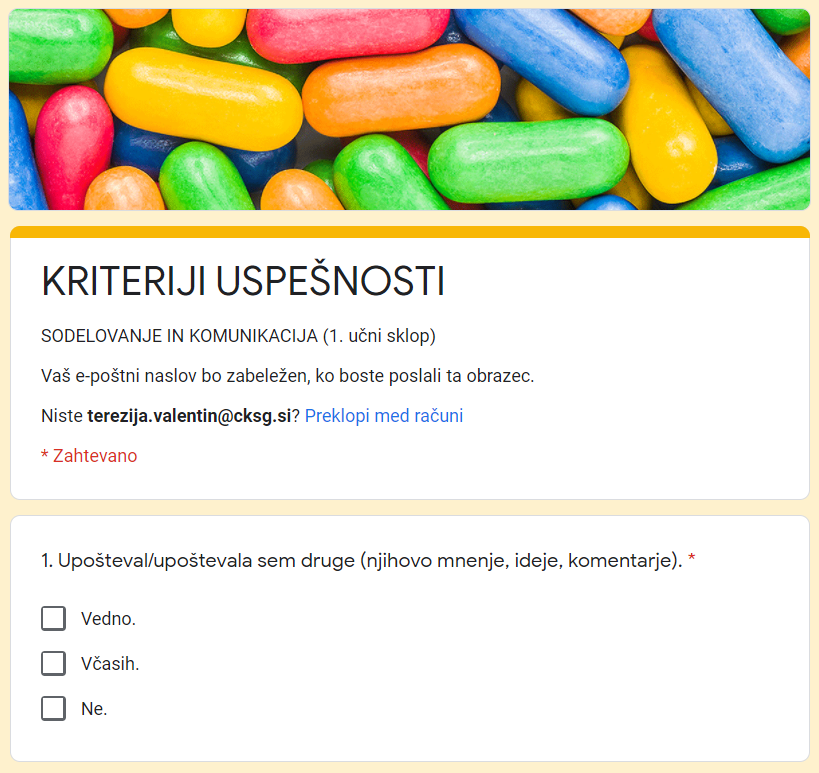 KRITERIJI USPEŠNOSTI
SODELOVANJE IN KOMUNIKACIJA (1. učni sklop)
Vaš e-poštni naslov bo zabeležen, ko boste poslali ta obrazec.
Niste terezija.valentin@cksg.si? Preklopi med računi
* Zahtevano
1. Upošteval/upoštevala sem druge (njihovo mnenje, ideje, komentarje). *
Vedno.
Včasih.
Ne.